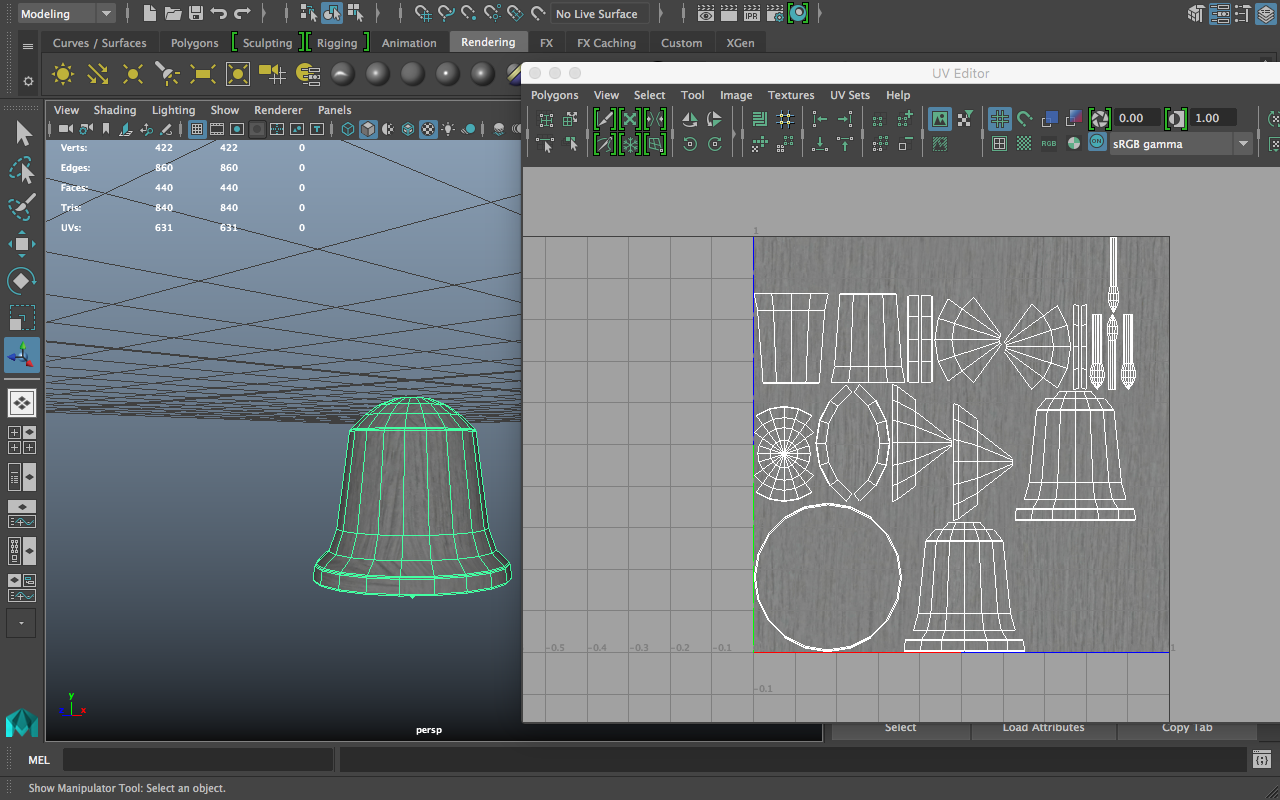 Modeling No Live Surface
Curves / Surfaces Polygons Sculpting Rigging Animation Rendering FX FX Caching Custom XGen
UV Editor
Polygons View Select Tool Image Textures UV Sets Help
View Shading Lighting Show Renderer Panels
IPR
0.00 1.00
RGB ON sRGB gamma
Verts: 422 422 0
Edges: 860 860 0
Faces: 440 440 0
Tris: 840 840 0
UVs: 631 631 0
1
-0.5 -0.4 -0.3 -0.2 -0.1 1
-0.1
y
z x
persp
Select Load Attributes Copy Tab
MEL
Show Manipulator Tool: Select an object.